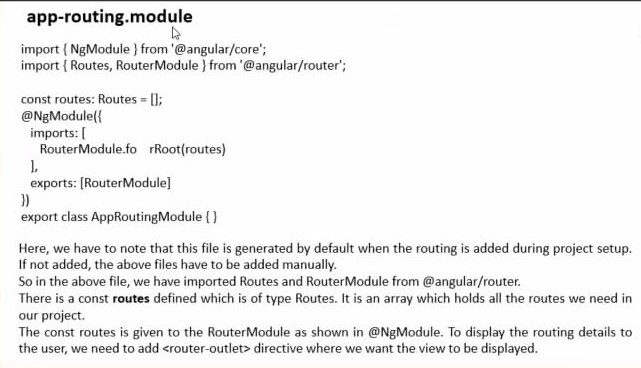 app-routing.module
import { NgModule } from '@angular/core';
import { Routes, RouterModule } from '@angular/router';
const routes: Routes = [];
@NgModule({
imports: [
RouterModule.fo   rRoot(routes)
],
exports: [RouterModule]
})
export class AppRoutingModule { }
Here, we have to note that this file is generated by default when the routing is added during project setup.
If not added, the above files have to be added manually.
So in the above file, we have imported Routes and RouterModule from @angular/router.
There is a const routes defined which is of type Routes. It is an array which holds all the routes we need in
our project.
The const routes is given to the RouterModule as shown in @NgModule. To display the routing details to
the user, we need to add <router-outlet> directive where we want the view to be displayed.